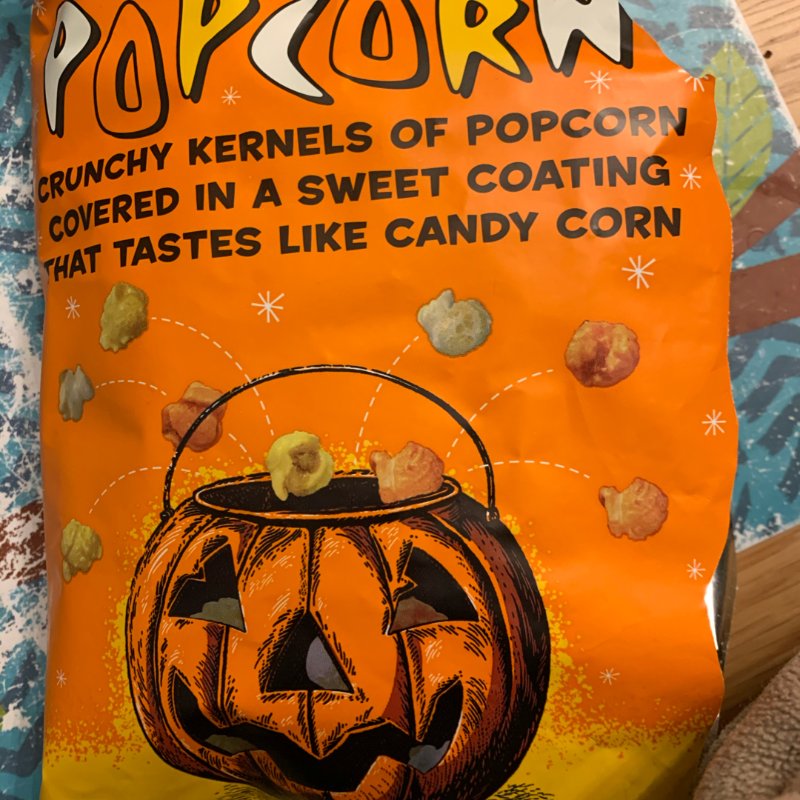 POPCORN
CRUNCHY KERNELS OF POPCORN
COVERED IN A SWEET COATING
THAT TASTES LIKE CANDY CORN